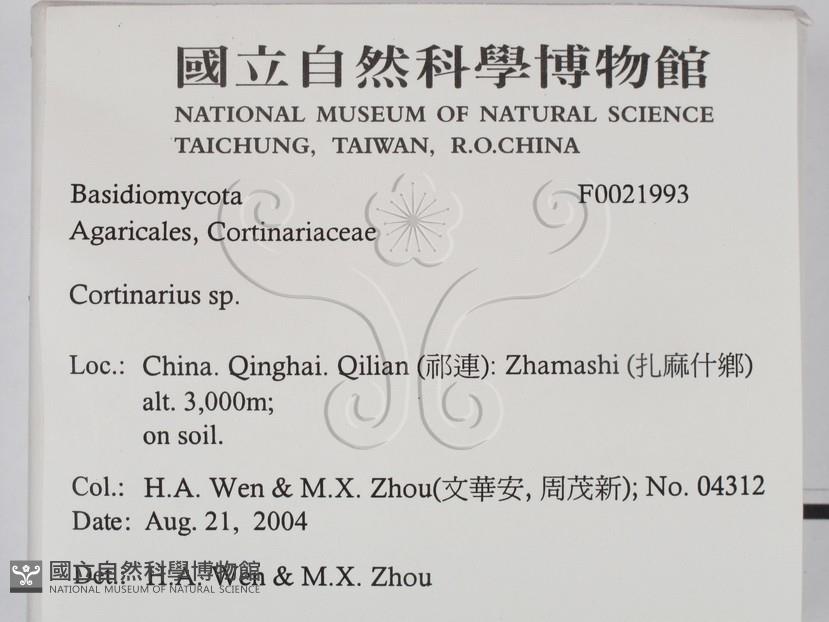 國立自然科學博物館
NATIONAL MUSEUM OF NATURAL SCIENCE
TAICHUNG, TAIWAN, R.O.CHINA
Basidiomycota F0021993
Agaricales, Cortinariaceae
Cortinarius sp.
Loc.: China. Qinghai. Qilian (祁連): Zhamashi (扎麻什鄉)
alt. 3,000m;
on soil.
Col.: H.A. Wen & M.X. Zhou(文華安, 周茂新); No. 04312
Date: Aug. 21, 2004
Det.: H.A. Wen & M.X. Zhou
國立自然科學博物館
NATIONAL MUSEUM OF NATURAL SCIENCE